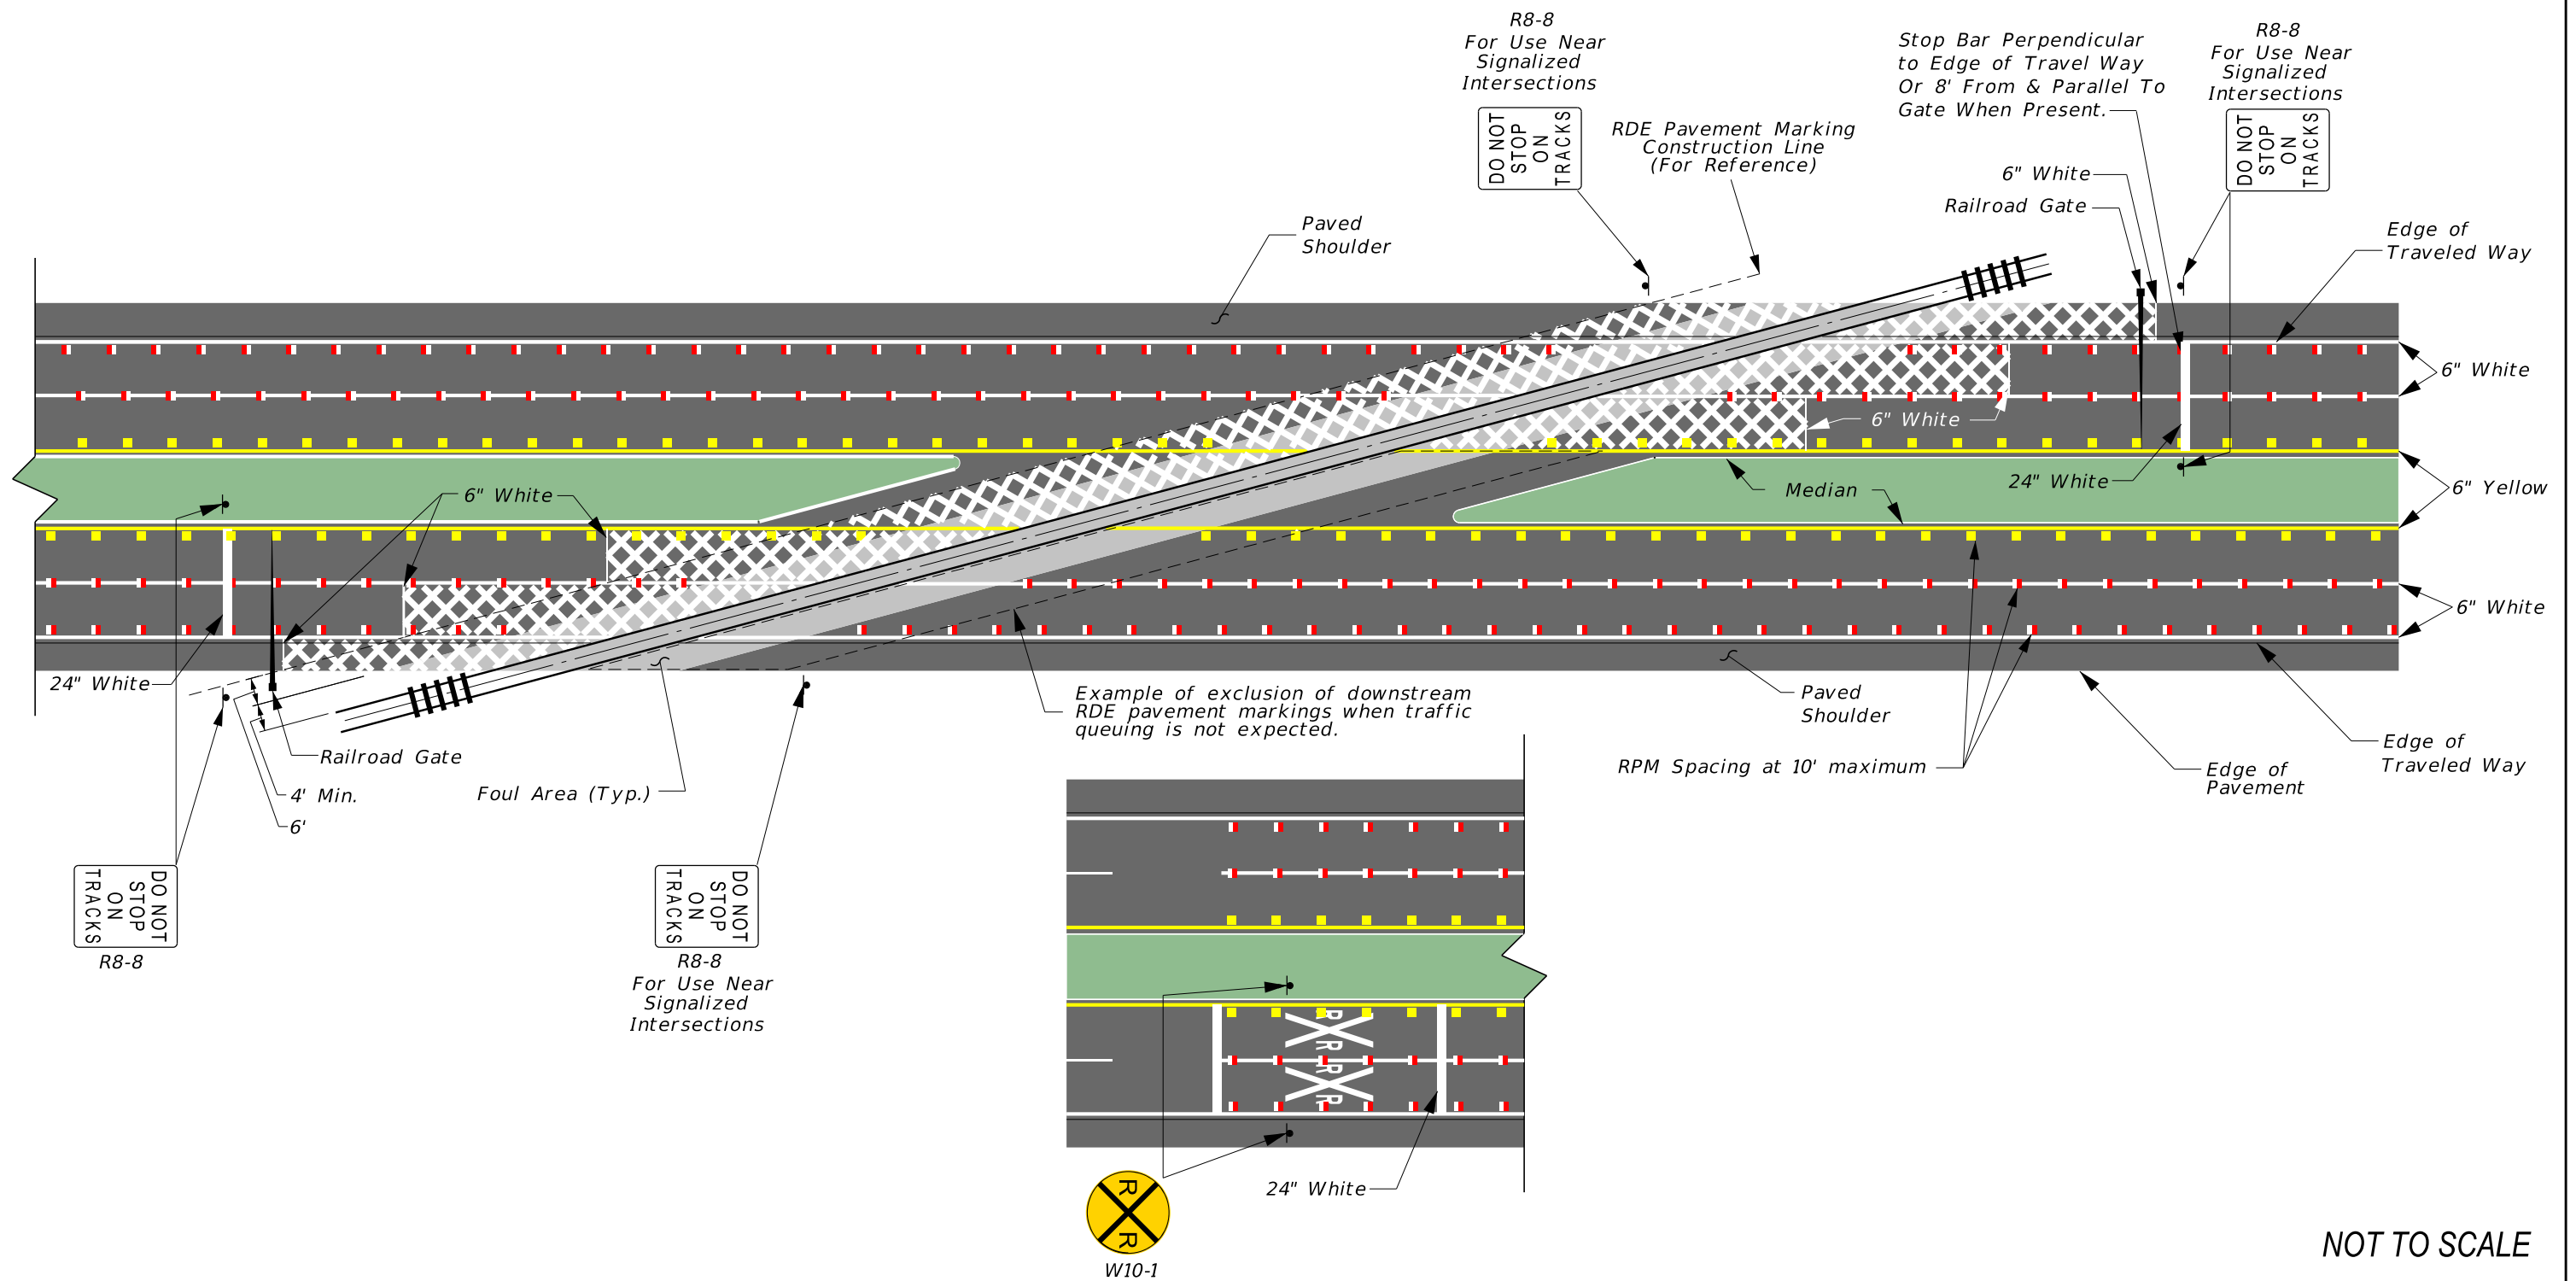 R8-8
For Use Near
Signalized
Intersections
DO NOT
STOP
ON
TRACKS
RDE Pavement Marking
Construction Line
(For Reference)
Stop Bar Perpendicular
to Edge of Travel Way
Or 8' From & Parallel To
Gate When Present.
R8-8
For Use Near
Signalized
Intersections
DO NOT
STOP
ON
TRACKS
6" White
Railroad Gate
Paved
Shoulder
Edge of
Traveled Way
6" White
6" White
24" White
Median
6" Yellow
6" White
6" White
24" White
Railroad Gate
4' Min.
6'
Foul Area (Typ.)
Example of exclusion of downstream
RDE pavement markings when traffic
queuing is not expected.
Paved
Shoulder
RPM Spacing at 10' maximum
Edge of
Pavement
Edge of
Traveled Way
DO NOT
STOP
ON
TRACKS
R8-8
DO NOT
STOP
ON
TRACKS
R8-8
For Use Near
Signalized
Intersections
R R
R R
24" White
R R
W10-1
NOT TO SCALE